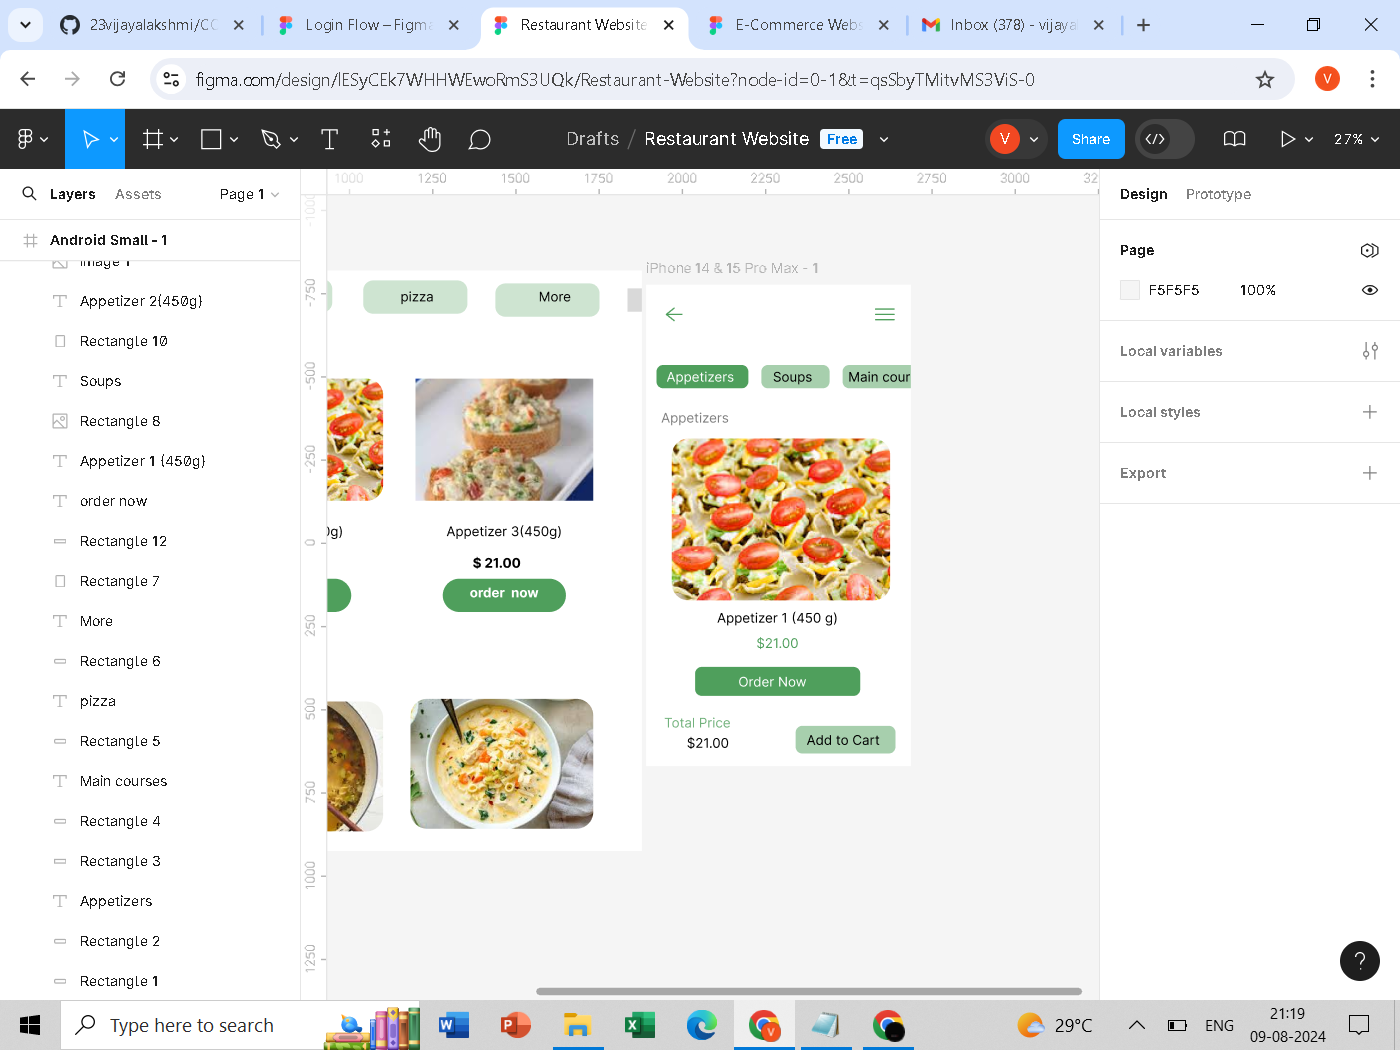 23vijayalakshmi/CC
Login Flow – Figma
Restaurant Website
E-Commerce Webs
Inbox (378) - vijaya
figma.com/design/lESyCEk7WHHWEwoRmS3UQk/Restaurant-Website?node-id=0-1&t=qsSbyTMitvMS3ViS-0
V
Drafts / Restaurant Website Free
V
Share
27%
Layers Assets Page 1
Android Small - 1
Image 1
Appetizer 2{450g}
Rectangle 10
Soups
Rectangle 8
Appetizer 1 {450g}
order now
Rectangle 12
Rectangle 7
More
Rectangle 6
pizza
Rectangle 5
Main courses
Rectangle 4
Rectangle 3
Appetizers
Rectangle 2
Rectangle 1
1000 1250 1500 1750 2000 2250 2500 2750 3000 32
-1000
-750
-500
-250
0
250
500
750
1000
1250
pizza
More
0g)
Appetizer 3(450g)
$ 21.00
order now
iPhone 14 & 15 Pro Max - 1
Appetizers
Soups
Main cour
Appetizers
Appetizer 1 (450 g)
$21.00
Order Now
Total Price
$21.00
Add to Cart
Design Prototype
Page
F5F5F5 100%
Local variables
Local styles
Export
?
Type here to search
29°C
ENG
21:19
09-08-2024